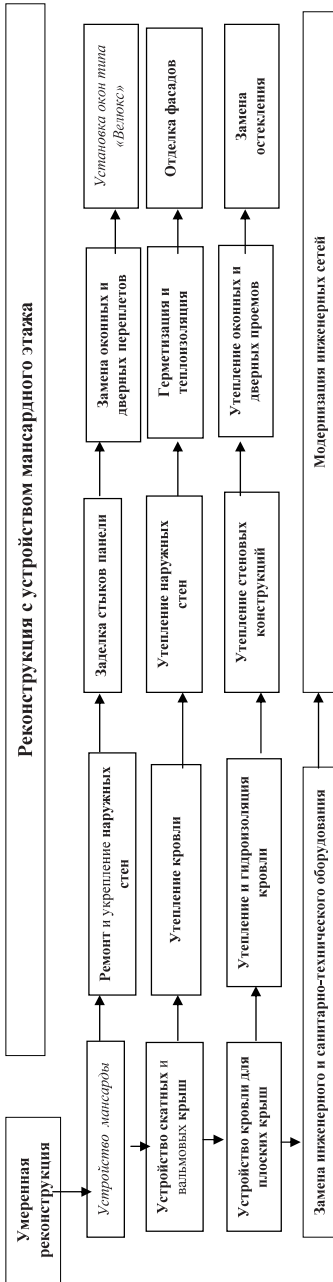 Реконструкция с устройством мансардного этажа
Умеренная
реконструкция
Устройство мансарды
Ремонт и укрепление наружных
стен
Заделка стыков панели
Замена оконных и
дверных переплетов
Установка окон типа
«Велюкс»
Устройство скатных и
вальмовых крыш
Утепление кровли
Утепление наружных
стен
Герметизация и
теплоизоляция
Отделка фасадов
Устройство кровли для
плоских крыш
Утепление и гидроизоляция
кровли
Утепление стеновых
конструкций
Утепление оконных и
дверных проемов
Замена
остекления
Замена инженерного и санитарно-технического оборудования
Модернизация инженерных сетей